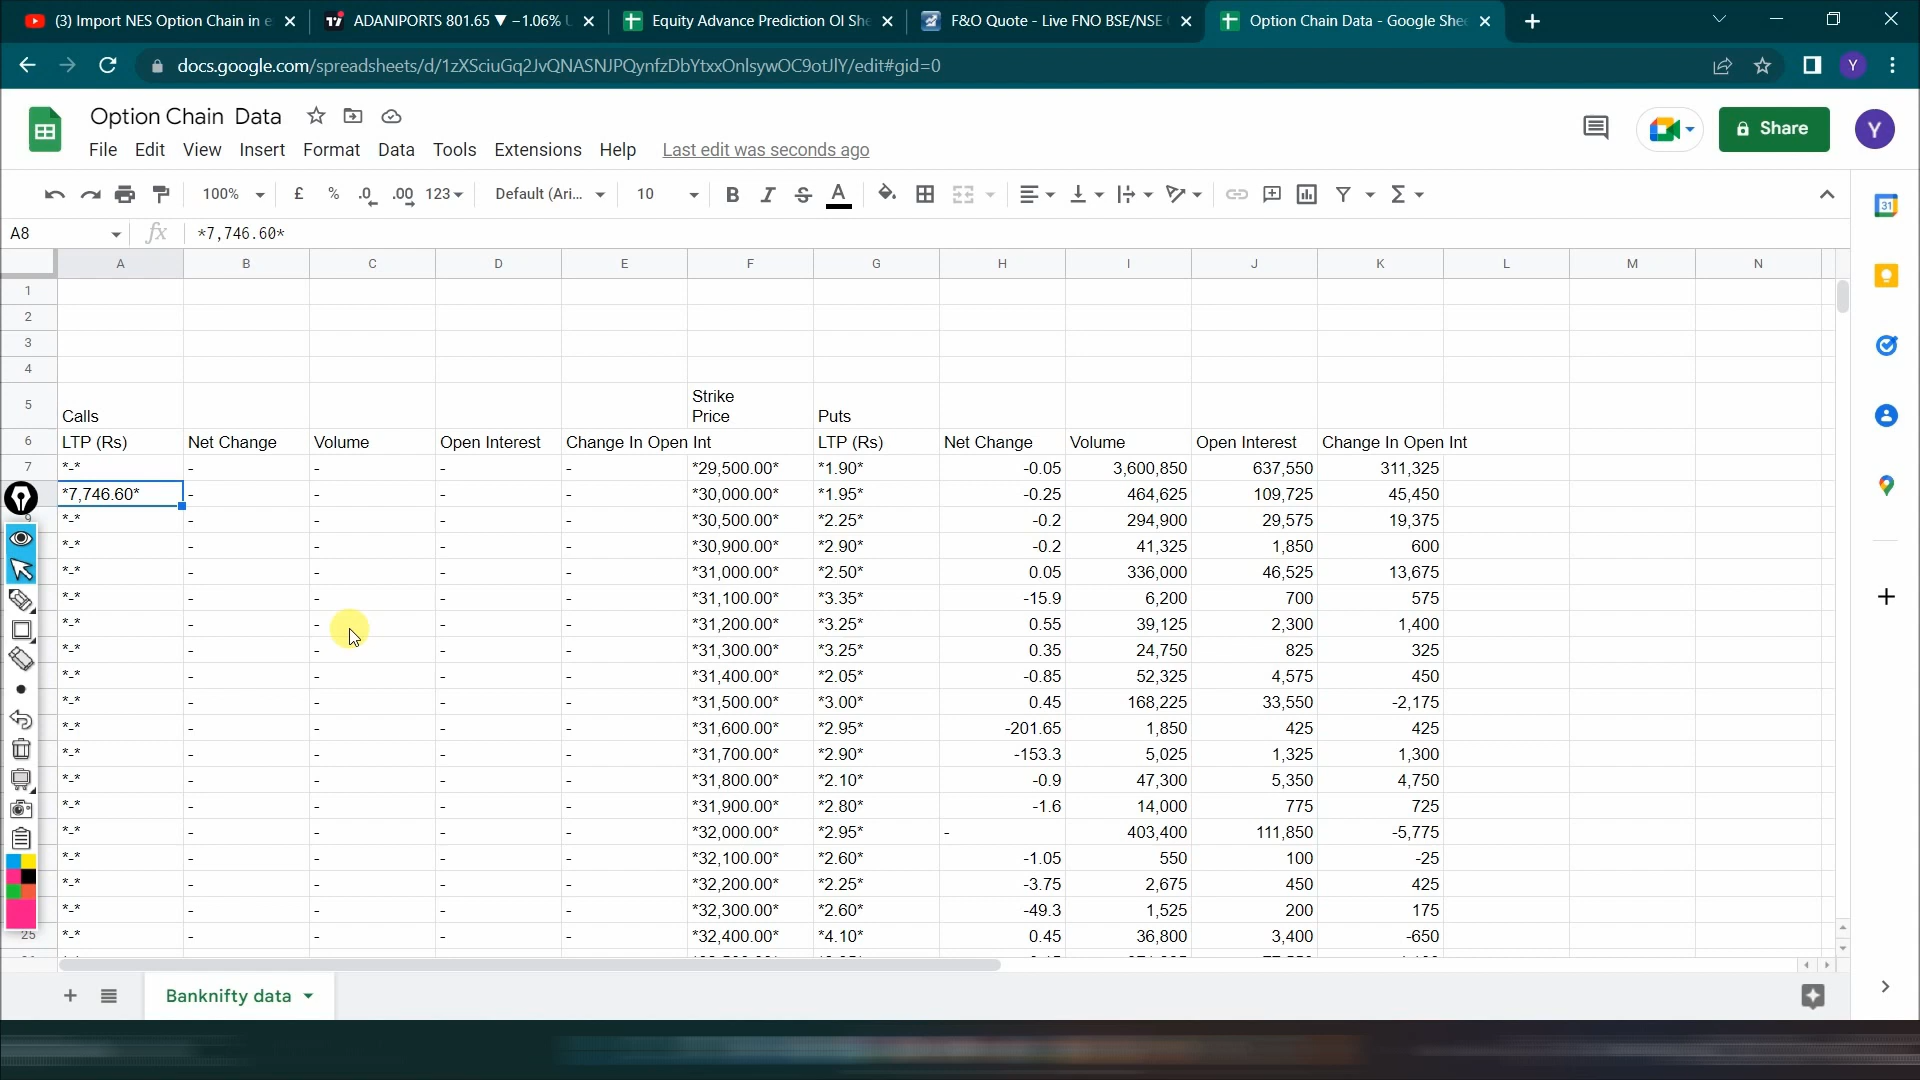 (3) Import NES Option Chain in e
ADANIPORTS 801.65 ▼ −1.06% U
Equity Advance Prediction OI She
F&O Quote - Live FNO BSE/NSE
Option Chain Data - Google She
docs.google.com/spreadsheets/d/1zXSciuGq2JvQNASNJPQynfzDbYtxxOnlsywOC9otJlY/edit#gid=0
Y
Option Chain Data
Share
Y
File Edit View Insert Format Data Tools Extensions Help Last edit was seconds ago
100% £ % .0 .00 123 Default (Ari... 10 B I S A
31
A8 fx *7,746.60*
A B C D E F G H I J K L M N
1
2
3
4
5 Calls Strike Price Puts
6 LTP (Rs) Net Change Volume Open Interest Change In Open Int LTP (Rs) Net Change Volume Open Interest Change In Open Int
7 *-* - - - - *29,500.00* *1.90* -0.05 3,600,850 637,550 311,325
*7,746.60* - - - - *30,000.00* *1.95* -0.25 464,625 109,725 45,450
9 *-* - - - - *30,500.00* *2.25* -0.2 294,900 29,575 19,375
*-* - - - - *30,900.00* *2.90* -0.2 41,325 1,850 600
*-* - - - - *31,000.00* *2.50* 0.05 336,000 46,525 13,675
*-* - - - - *31,100.00* *3.35* -15.9 6,200 700 575
*-* - - - - *31,200.00* *3.25* 0.55 39,125 2,300 1,400
*-* - - - - *31,300.00* *3.25* 0.35 24,750 825 325
*-* - - - - *31,400.00* *2.05* -0.85 52,325 4,575 450
*-* - - - - *31,500.00* *3.00* 0.45 168,225 33,550 -2,175
*-* - - - - *31,600.00* *2.95* -201.65 1,850 425 425
*-* - - - - *31,700.00* *2.90* -153.3 5,025 1,325 1,300
*-* - - - - *31,800.00* *2.10* -0.9 47,300 5,350 4,750
*-* - - - - *31,900.00* *2.80* -1.6 14,000 775 725
*-* - - - - *32,000.00* *2.95* - 403,400 111,850 -5,775
*-* - - - - *32,100.00* *2.60* -1.05 550 100 -25
*-* - - - - *32,200.00* *2.25* -3.75 2,675 450 425
*-* - - - - *32,300.00* *2.60* -49.3 1,525 200 175
25 *-* - - - - *32,400.00* *4.10* 0.45 36,800 3,400 -650
Banknifty data